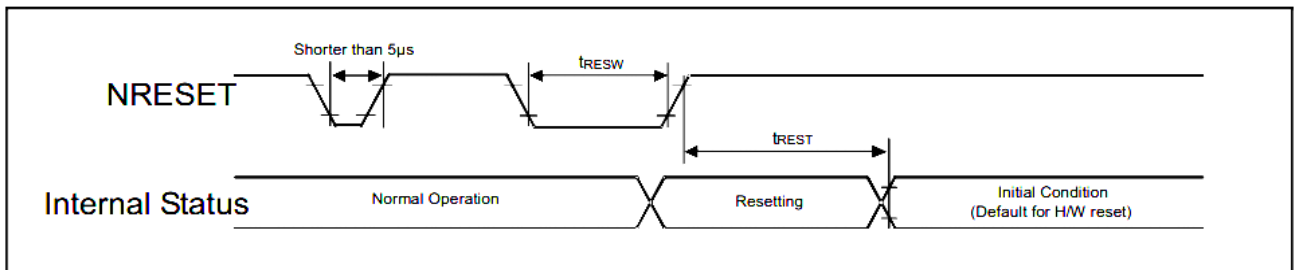 Shorter than 5µs
tRESW
NRESET
tREST
Internal Status
Normal Operation
Resetting
Initial Condition
(Default for H/W reset)